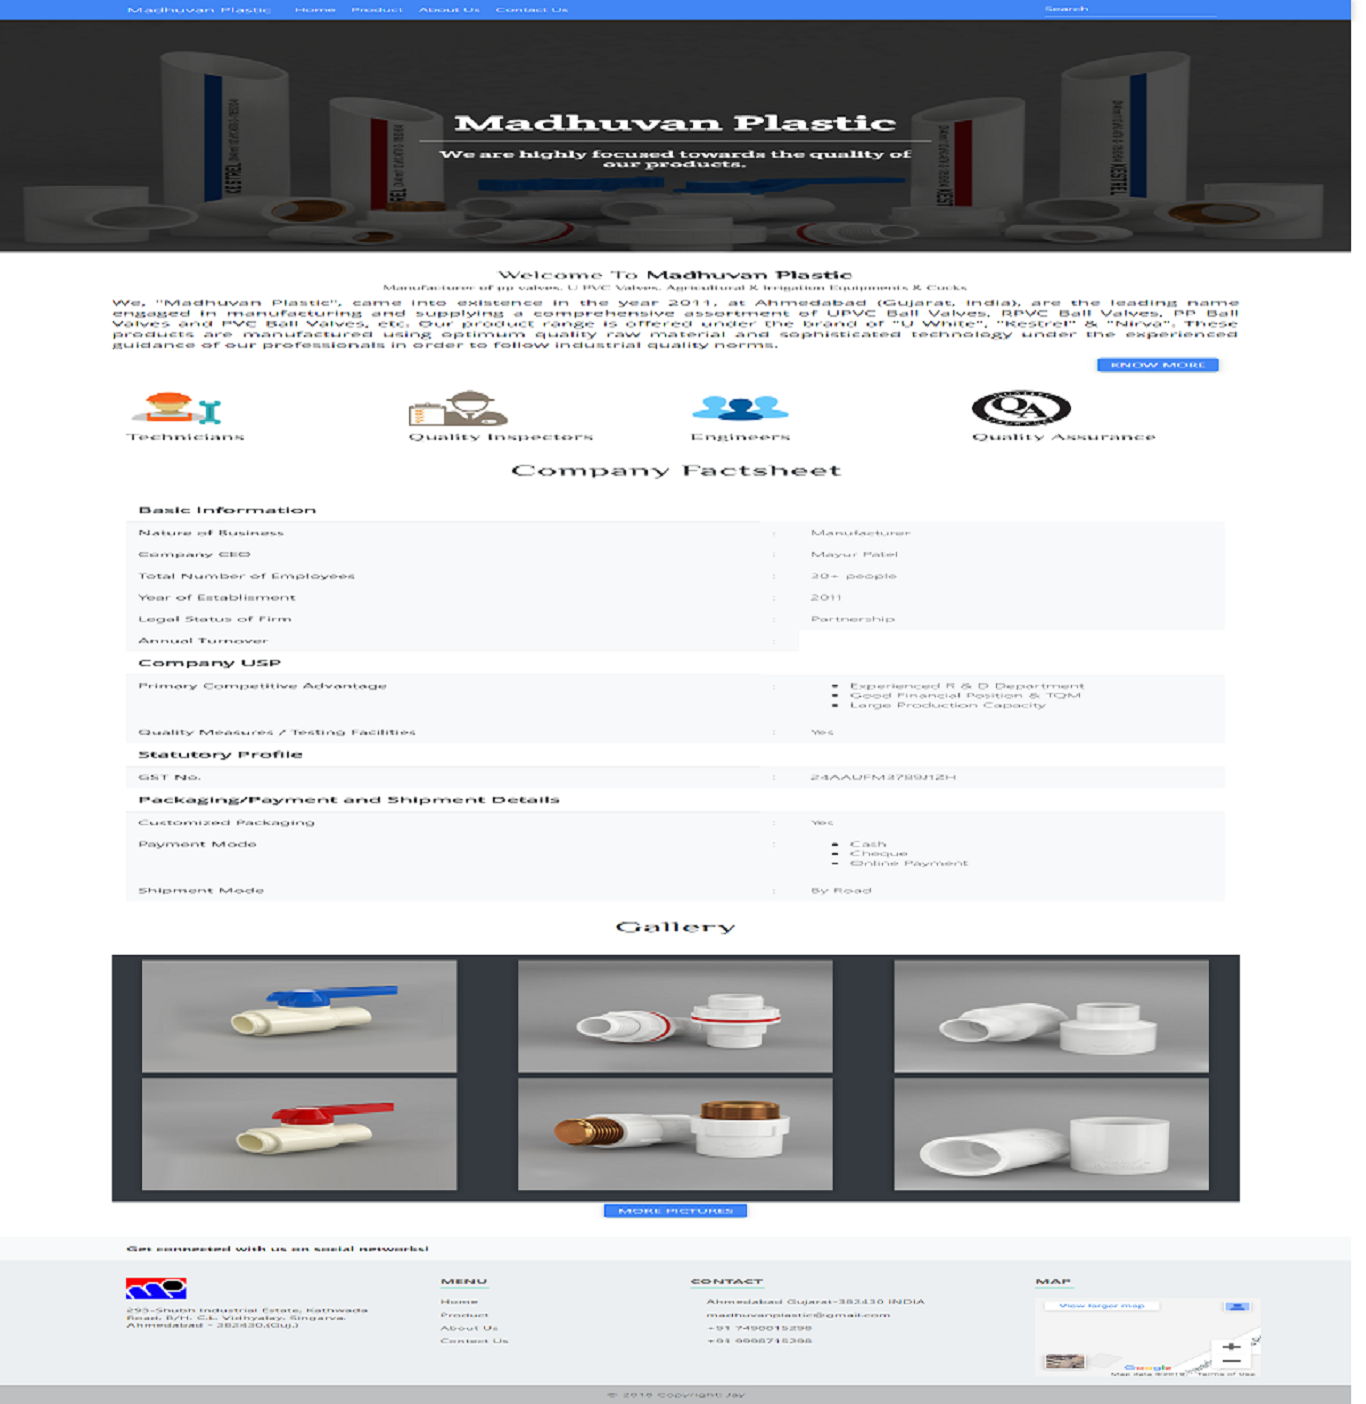 Madhuvan Plastic Home Product About Us Contact Us Search
Madhuvan Plastic
We are highly focused towards the quality of
our products.
KESTREL
KESTREL
Welcome To Madhuvan Plastic
Manufacturer of pp valves, U PVC Valves, Agricultural & Irrigation Equipments & Cocks
We, "Madhuvan Plastic", came into existence in the year 2011, at Ahmedabad (Gujarat, India), are the leading name
engaged in manufacturing and supplying a comprehensive assortment of UPVC Ball Valves, RPVC Ball Valves, PP Ball
Valves and PVC Ball Valves, etc. Our product range is offered under the brand of "U White", "Kestrel" & "Nirva". These
products are manufactured using optimum quality raw material and sophisticated technology under the experienced
guidance of our professionals in order to follow industrial quality norms.
KNOW MORE
QA
Technicians Quality Inspectors Engineers Quality Assurance
Company Factsheet
Basic Information
Nature of Business : Manufacturer
Company CEO : Mayur Patel
Total Number of Employees : 30+ people
Year of Establisment : 2011
Legal Status of Firm : Partnership
Annual Turnover :
Company USP
Primary Competitive Advantage :
Experienced R & D Department
Good Financial Position & TQM
Large Production Capacity
Quality Measures / Testing Facilities : Yes
Statutory Profile
GST No. :
Packaging/Payment and Shipment Details
Customized Packaging : Yes
Payment Mode :
Cash
Cheque
Online Payment
Shipment Mode : By Road
Gallery
MORE PICTURES
Get connected with us on social networks!
295-Shubh Industrial Estate, Kathwada
Road, B/H. C.L. Vidhyalay, Singarva,
Ahmedabad - 382430.(Guj.)
MENU
Home
Product
About Us
Contact Us
CONTACT
Ahmedabad Gujarat-382430 INDIA
madhuvanplastic@gmail.com
+91 7490015298
+91 9998715298
MAP
View larger map
Google
Map data ©2018 Terms of Use
© 2018 Copyright: Jay